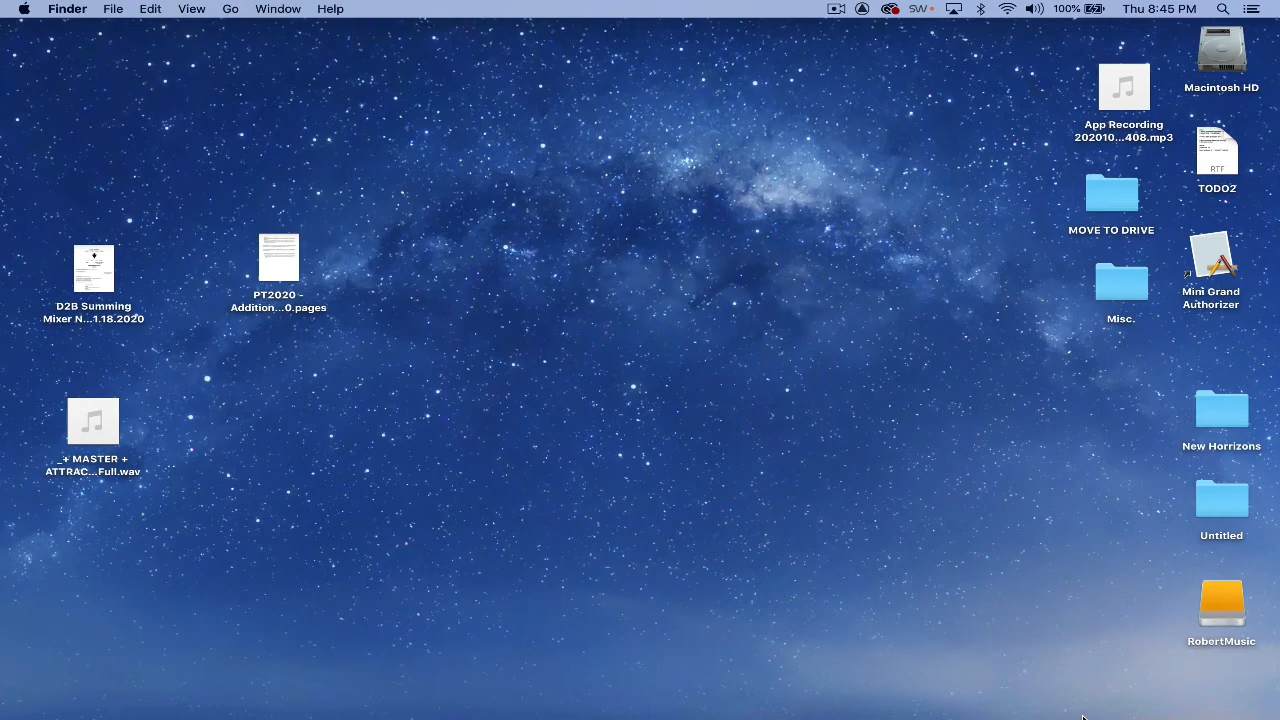 Finder File Edit View Go Window Help
SW 100% Thu 8:45 PM
Macintosh HD
App Recording
202010...408.mp3
RTF
TODO2
MOVE TO D
Mini Grand
Authorizer
Misc.
D2B Summing
Mixer N...1.18.2020
PT2020 -
Addition...0.pages
+ MASTER +
ATTRAC...Full.wav
New Horrizons
Untitled
RobertMusic